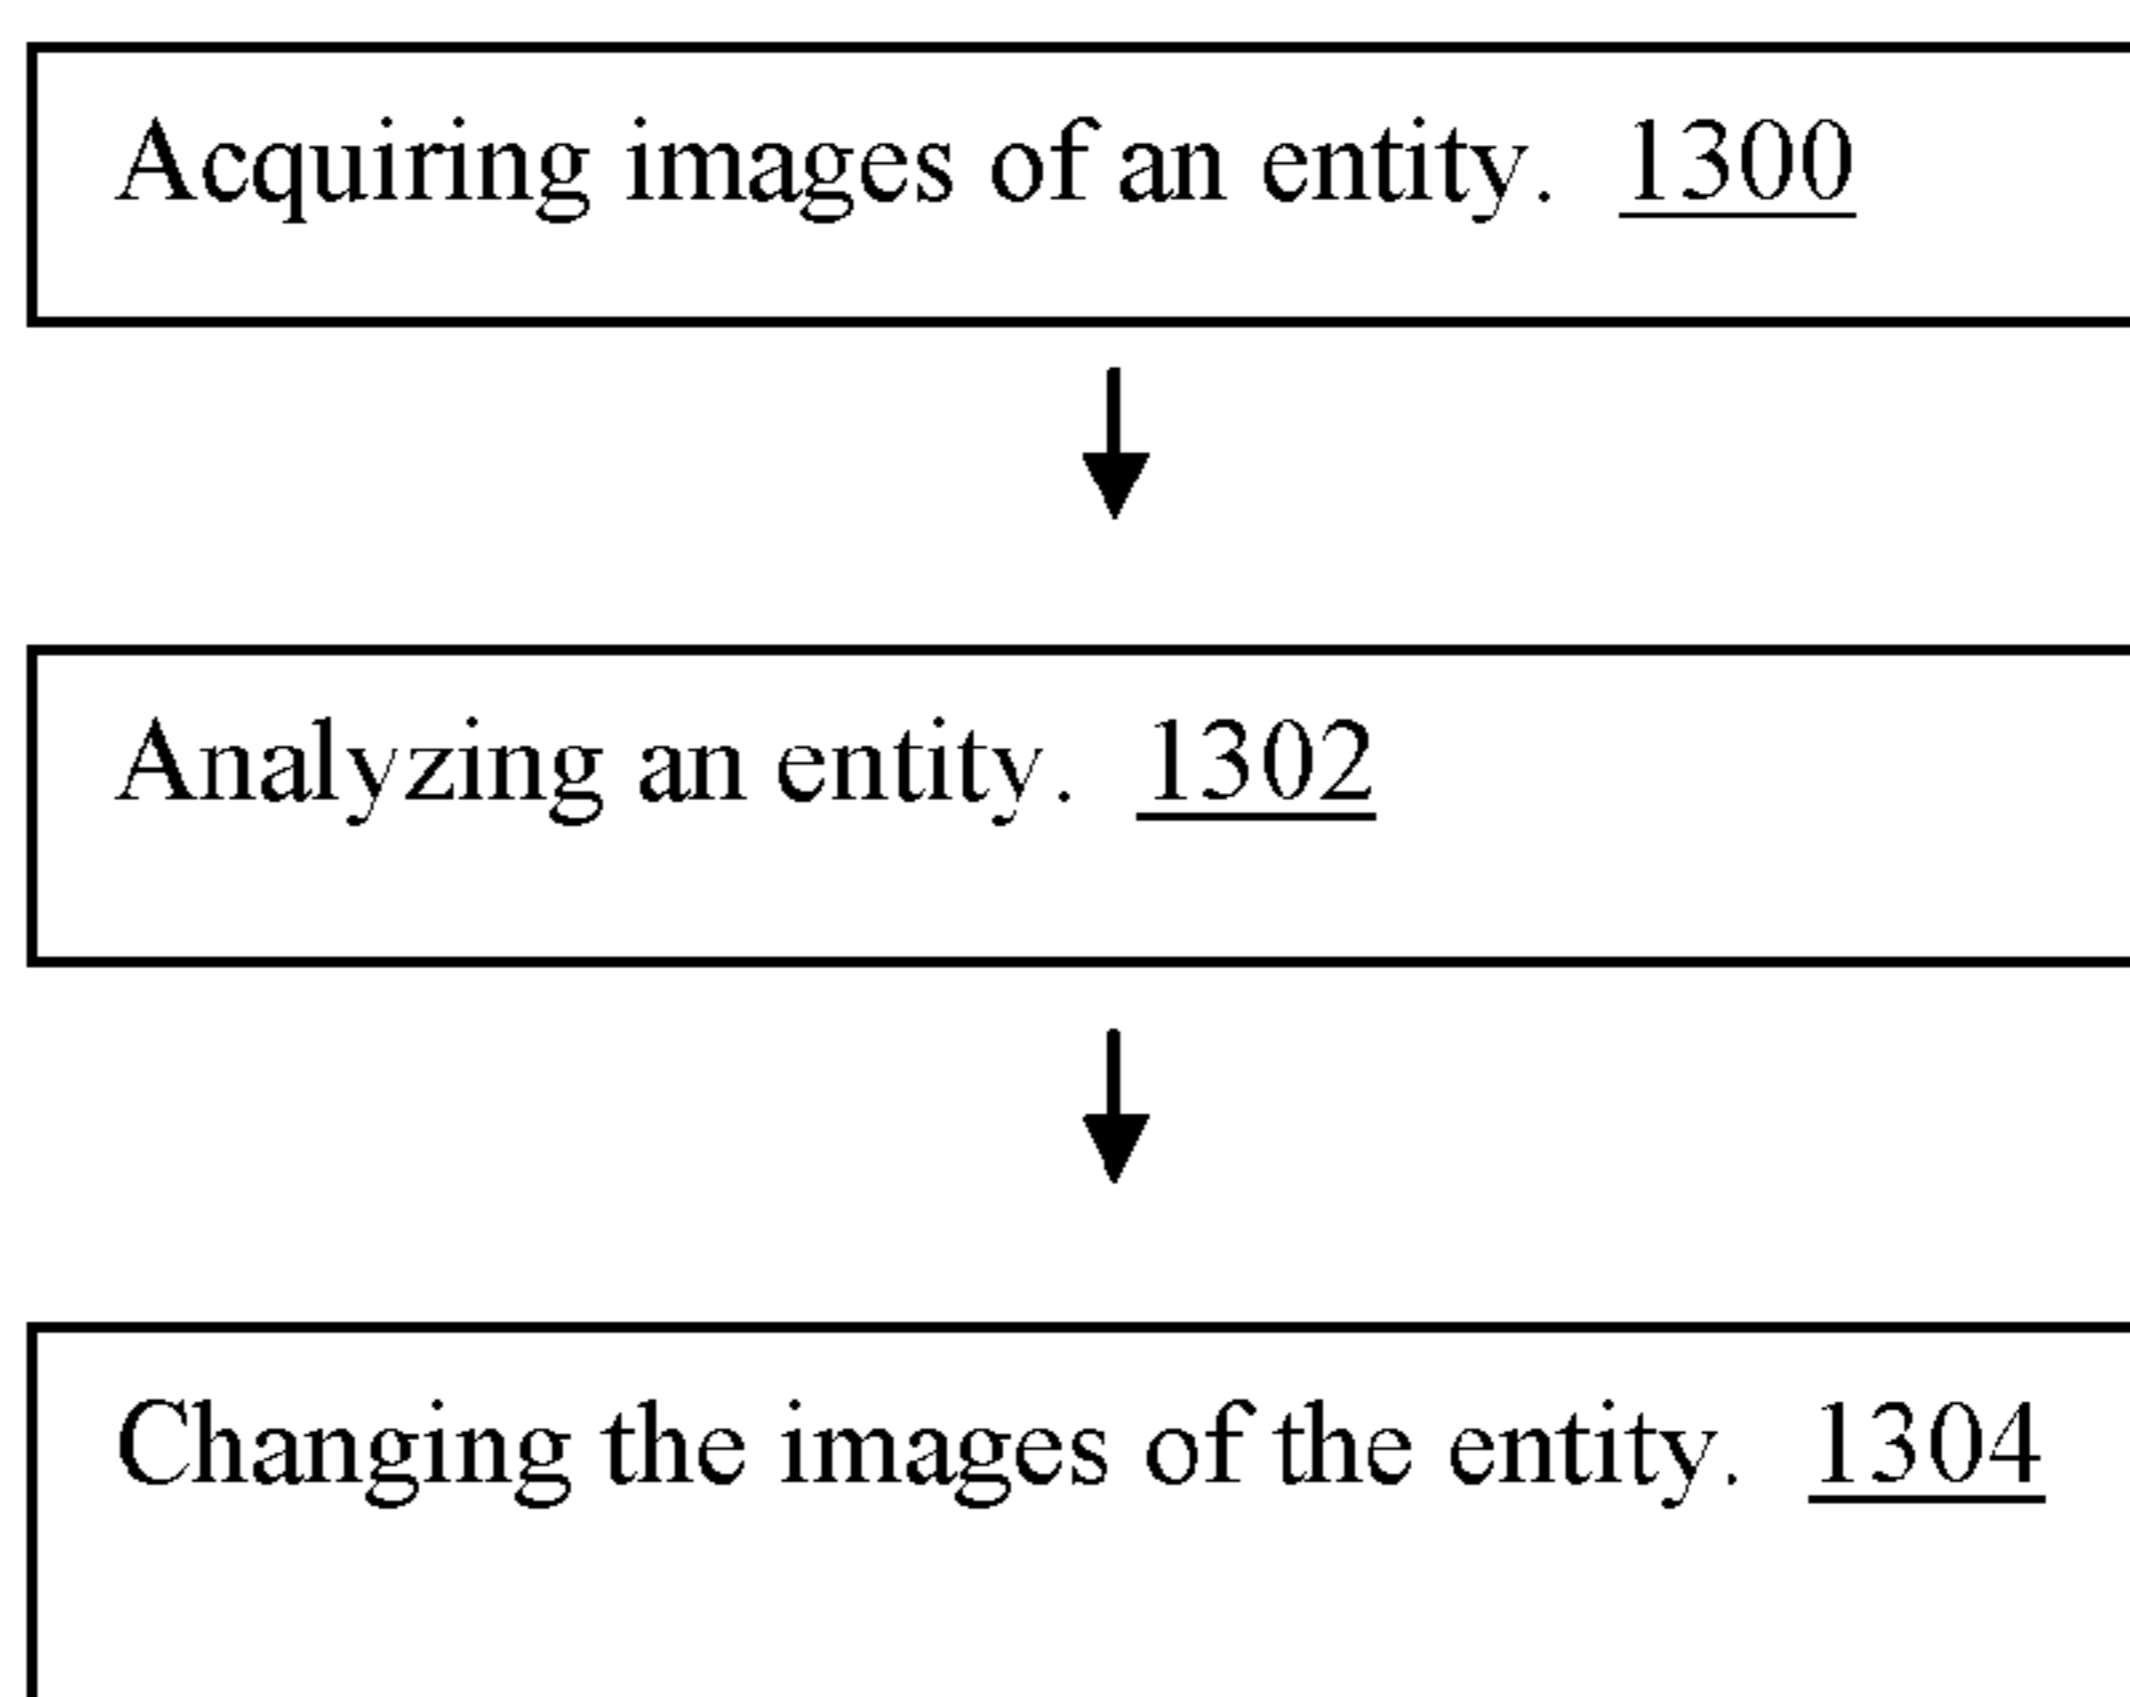 Acquiring images of an entity. 1300
Analyzing an entity. 1302
Changing the images of the entity. 1304